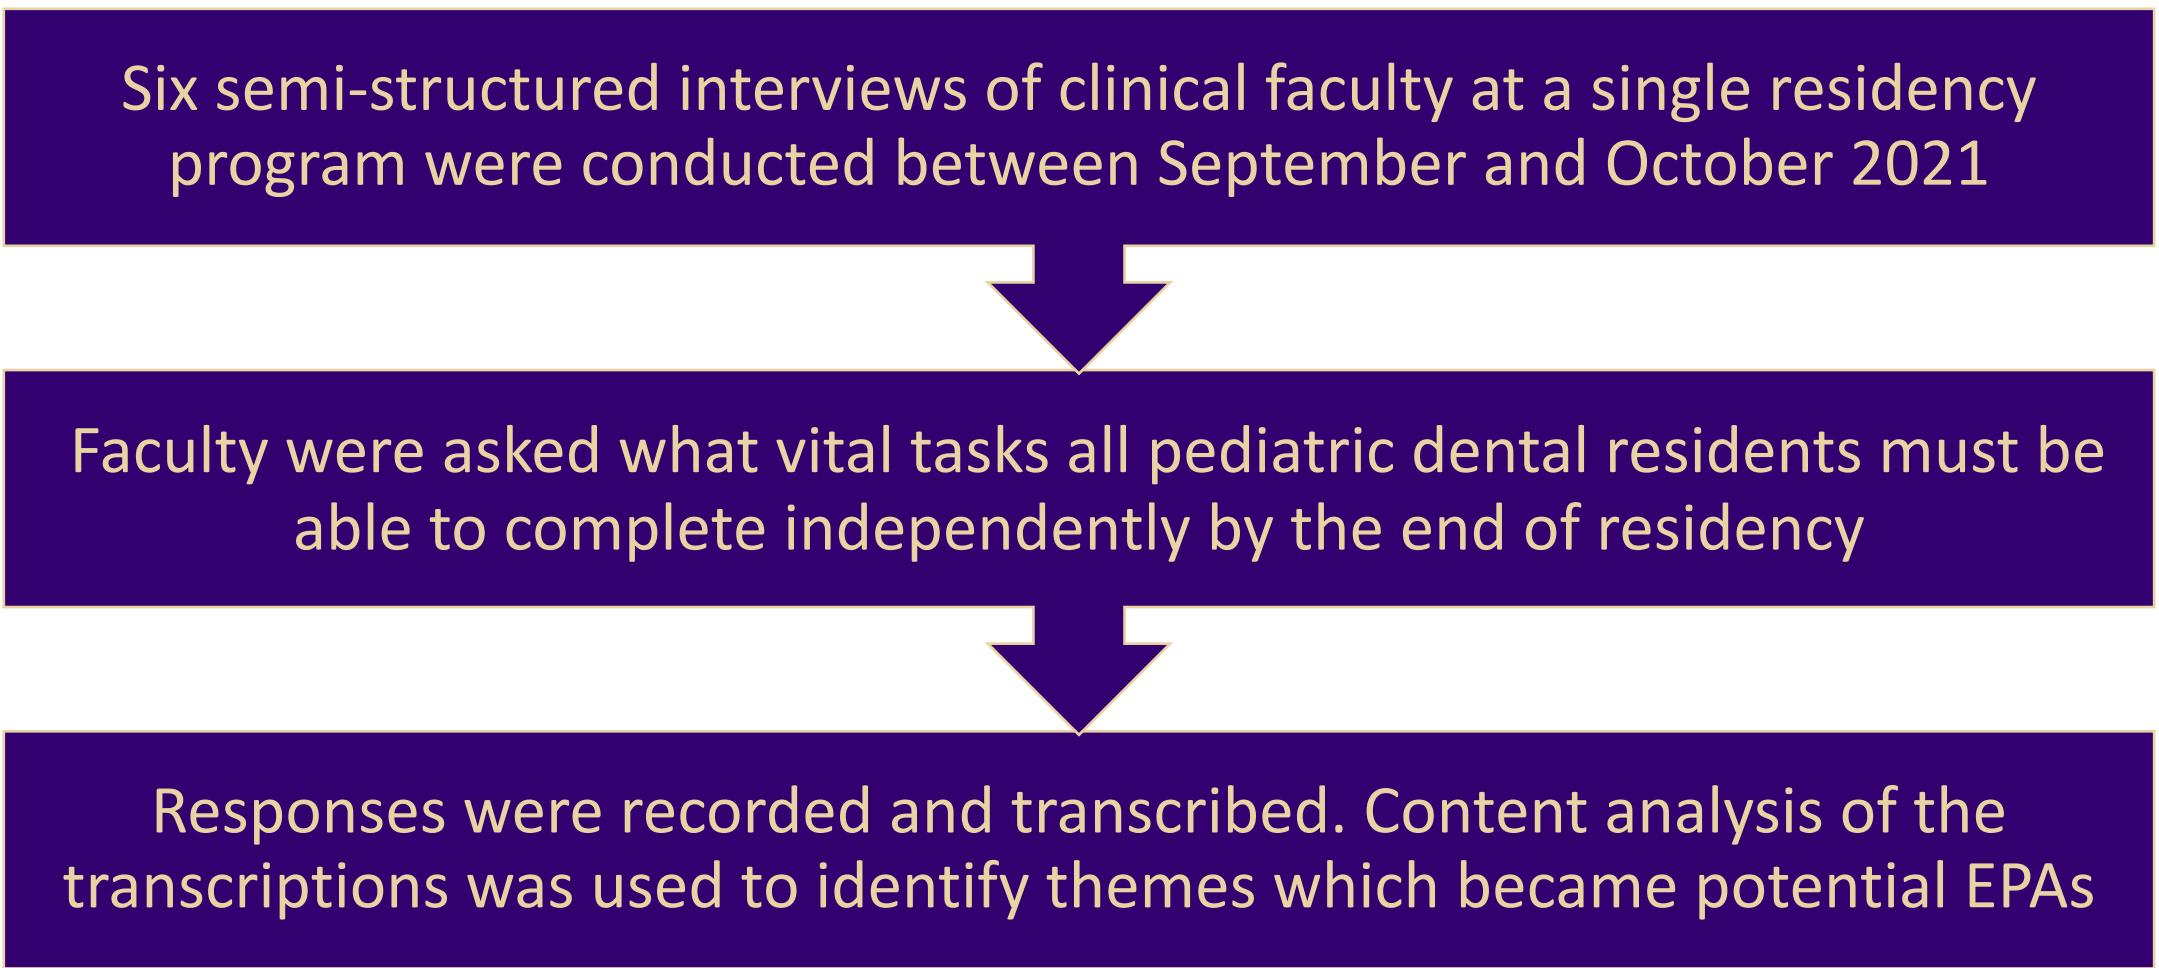 Six semi-structured interviews of clinical faculty at a single residency
program were conducted between September and October 2021
Faculty were asked what vital tasks all pediatric dental residents must be
able to complete independently by the end of residency
Responses were recorded and transcribed. Content analysis of the
transcriptions was used to identify themes which became potential EPAs